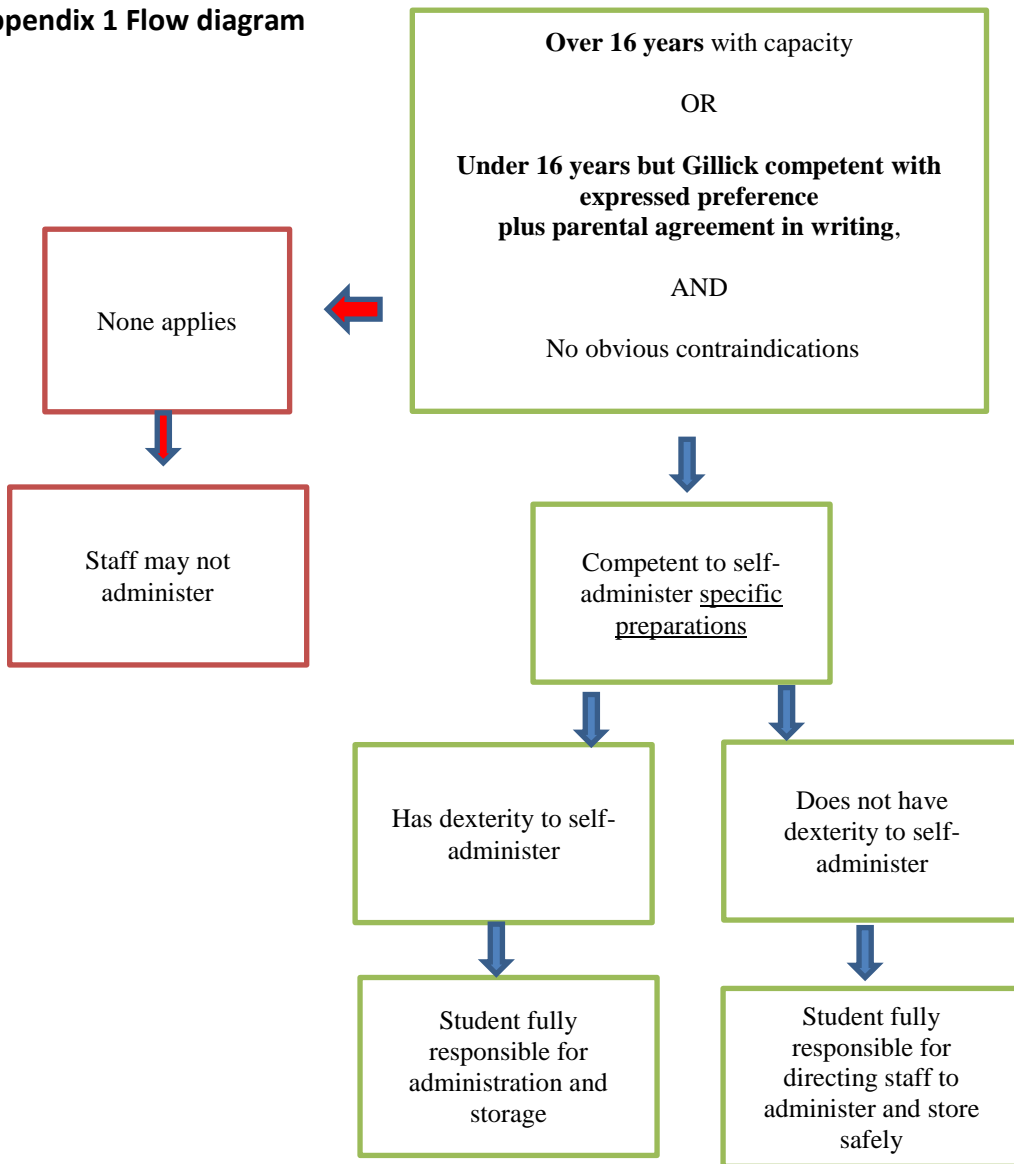 ppendix 1 Flow diagram
Over 16 years with capacity
OR
Under 16 years but Gillick competent with
expressed preference
plus parental agreement in writing,
AND
No obvious contraindications
None applies
Staff may not
administer
Competent to self-
administer specific
preparations
Has dexterity to self-
administer
Does not have
dexterity to self-
administer
Student fully
responsible for
administration and
storage
Student fully
responsible for
directing staff to
administer and store
safely